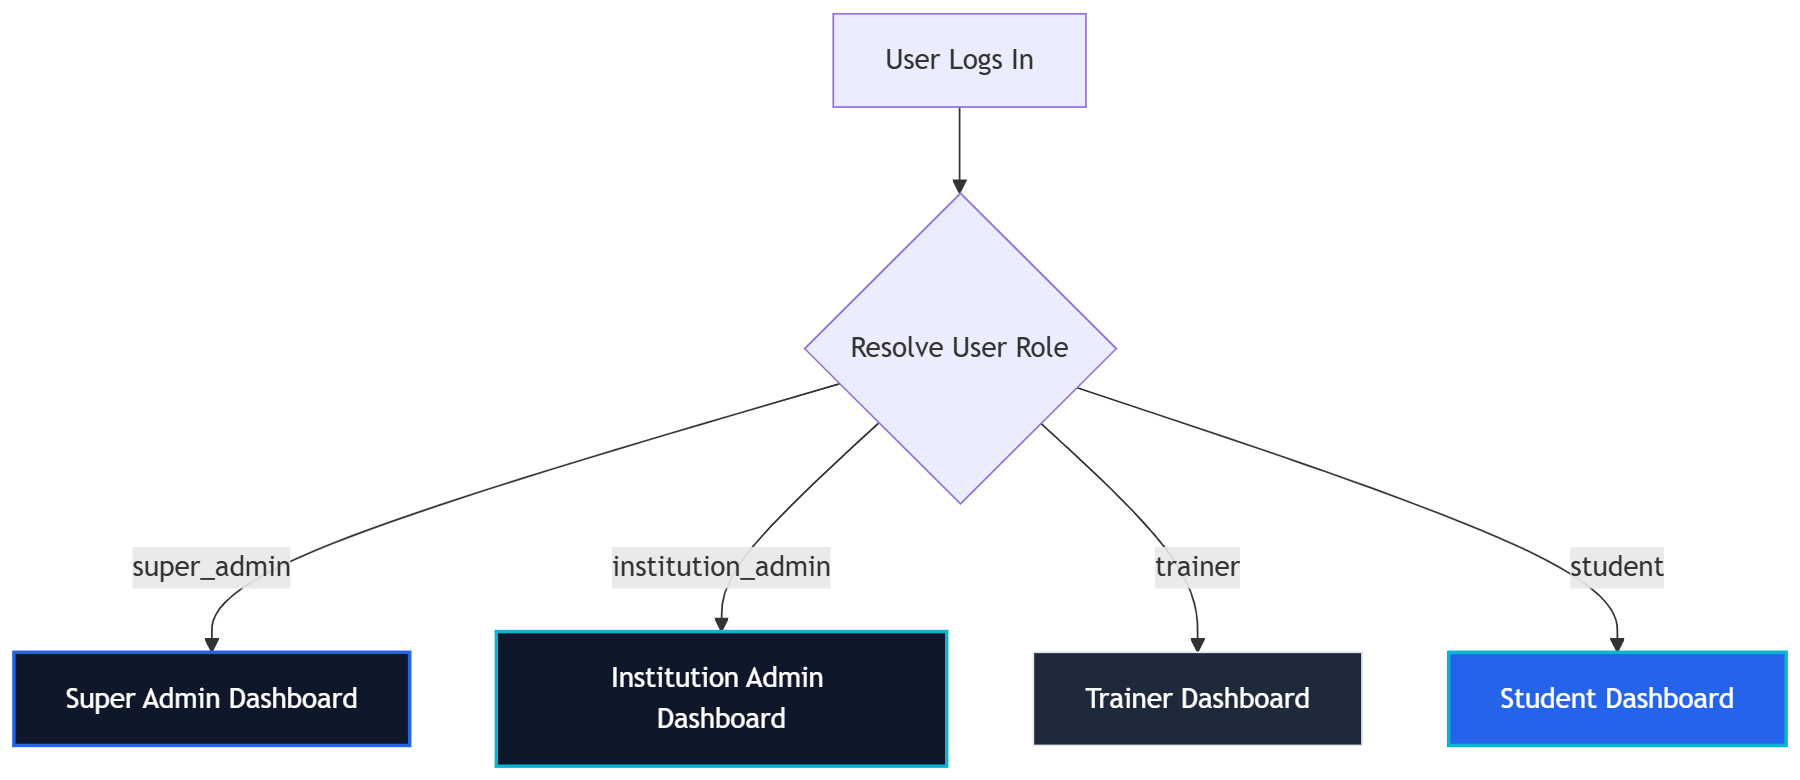 User Logs In
Resolve User Role
super_admin
institution_admin
trainer
student
Super Admin Dashboard
Institution Admin
Dashboard
Trainer Dashboard
Student Dashboard